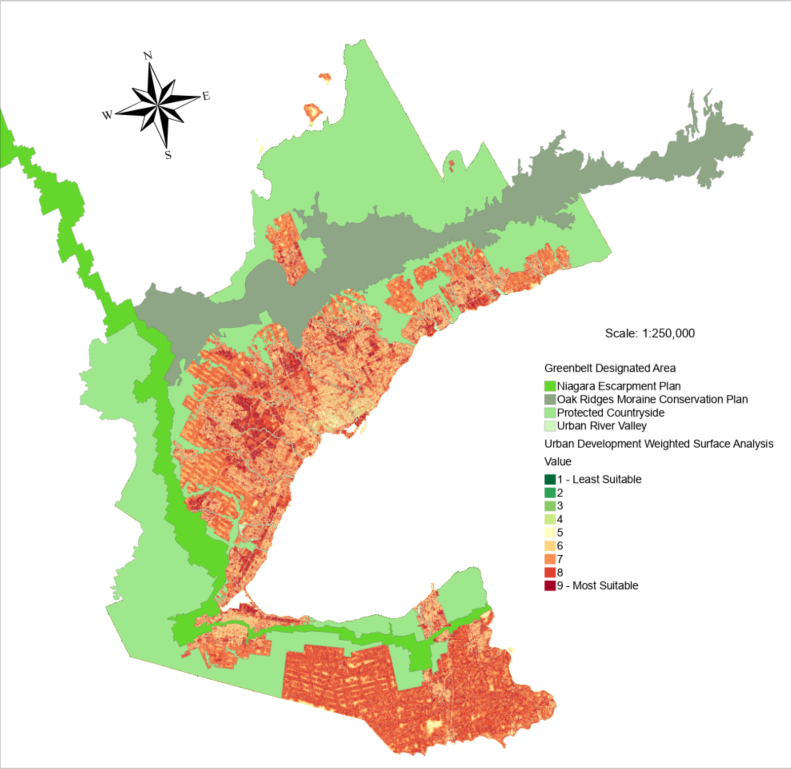 N
E
W
S
Scale: 1:250,000
Greenbelt Designated Area
Niagara Escarpment Plan
Oak Ridges Moraine Conservation Plan
Protected Countryside
Urban River Valley
Urban Development Weighted Surface Analysis
Value
1 - Least Suitable
2
3
4
5
6
7
8
9 - Most Suitable